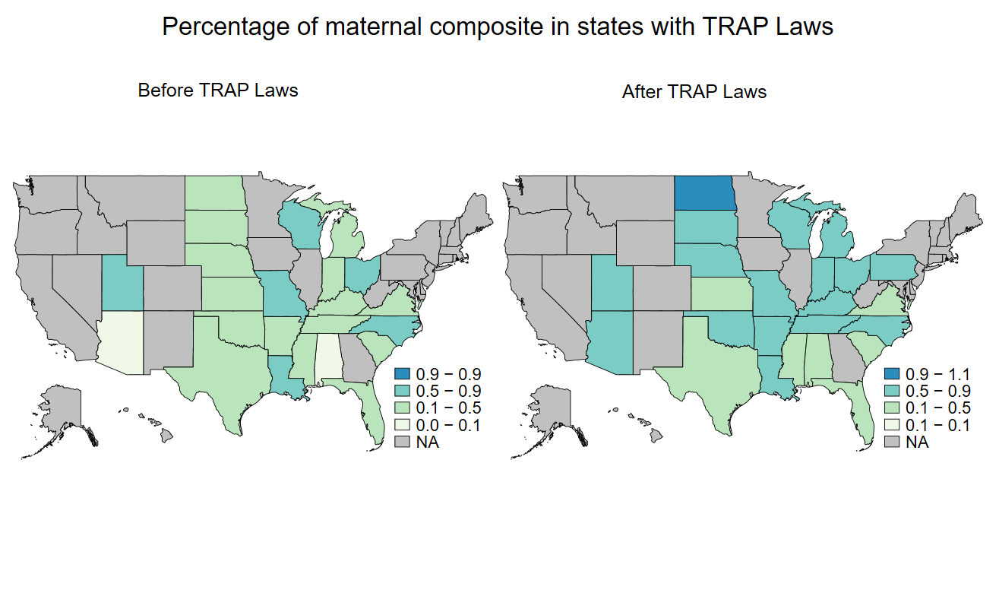 Percentage of maternal composite in states with TRAP Laws
Before TRAP Laws
After TRAP Laws
0.9 − 0.9
0.5 − 0.9
0.1 − 0.5
0.0 − 0.1
NA
0.9 − 1.1
0.5 − 0.9
0.1 − 0.5
0.1 − 0.1
NA